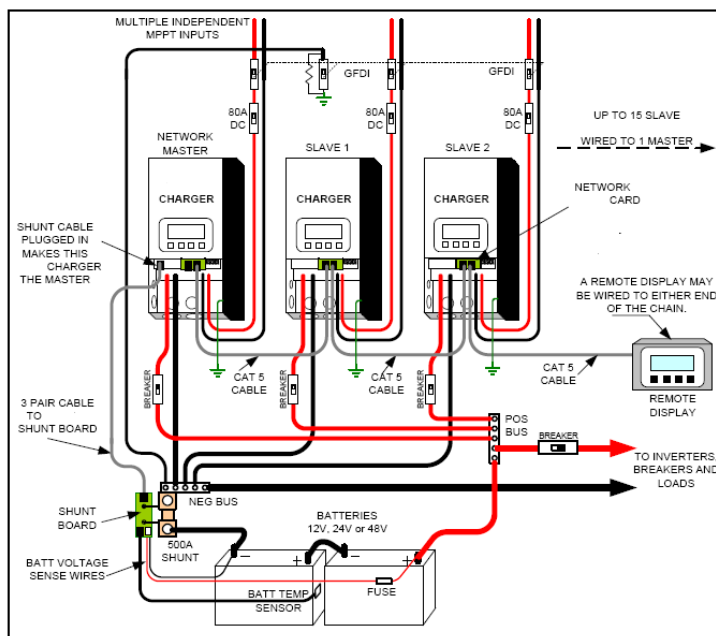 MULTIPLE INDEPENDENT
MPPT INPUTS
GFDI
GFDI
80A
DC
80A
DC
80A
DC
UP TO 15 SLAVE
WIRED TO 1 MASTER
NETWORK
MASTER
SLAVE 1
SLAVE 2
CHARGER
CHARGER
CHARGER
NETWORK
CARD
SHUNT CABLE
PLUGGED IN
MAKES THIS
CHARGER
THE MASTER
A REMOTE DISPLAY MAY
BE WIRED TO EITHER END
OF THE CHAIN.
CAT 5
CABLE
CAT 5
CABLE
CAT 5
CABLE
REMOTE
DISPLAY
BREAKER
BREAKER
BREAKER
3 PAIR CABLE
TO
SHUNT BOARD
POS
BUS
BREAKER
TO INVERTERS,
BREAKERS AND
LOADS
NEG BUS
SHUNT
BOARD
500A
SHUNT
BATTERIES
12V, 24V or 48V
BATT VOLTAGE
SENSE WIRES
− +
− +
BATT TEMP
SENSOR
FUSE